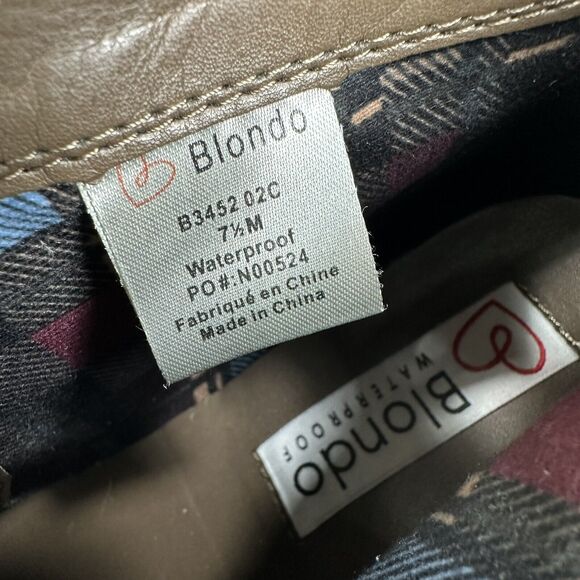 Blondo
B3452 02C
7½M
Waterproof
PO#:N00524
Fabriqué en Chine
Made in China
Blondo
WATERPROOF